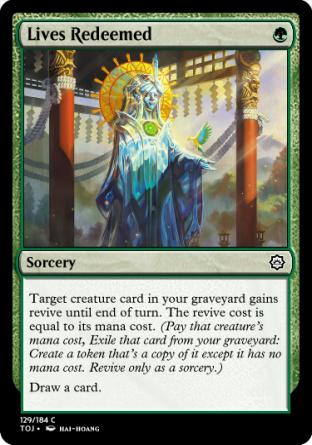 Lives Redeemed
Sorcery
Target creature card in your graveyard gains
revive until end of turn. The revive cost is
equal to its mana cost. (Pay that creature's
mana cost, Exile that card from your graveyard:
Create a token that's a copy of it except it has no
mana cost. Revive only as a sorcery.)
Draw a card.
129/184 C
TOJ • HAI-HOANG